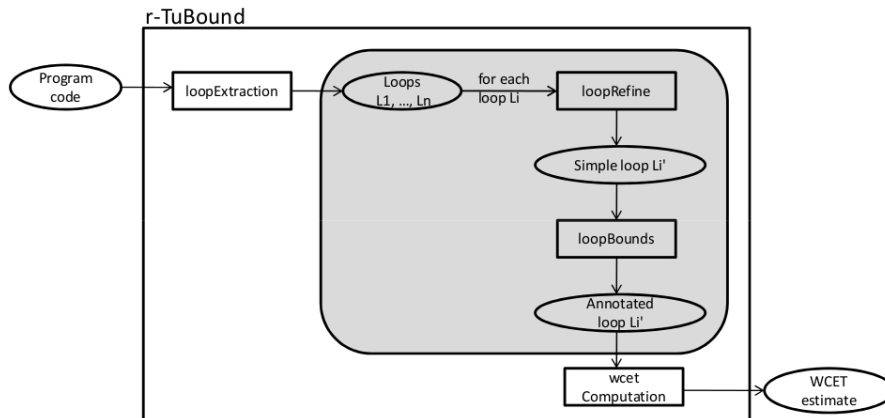 r-TuBound
Program
code
loopExtraction
Loops
L1, ..., Ln
for each
loop Li
loopRefine
Simple loop Li'
loopBounds
Annotated
loop Li'
wcet
Computation
WCET
estimate